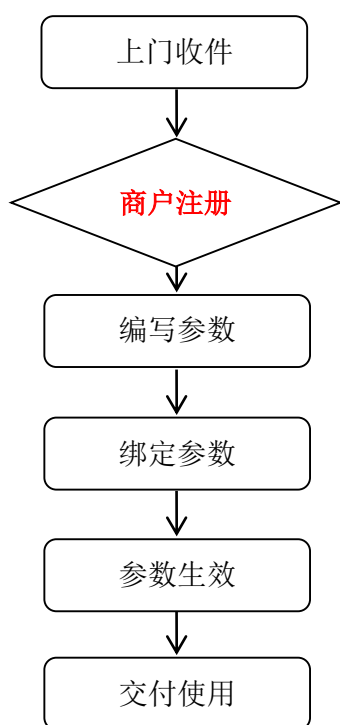 上门收件
商户注册
编写参数
绑定参数
参数生效
交付使用